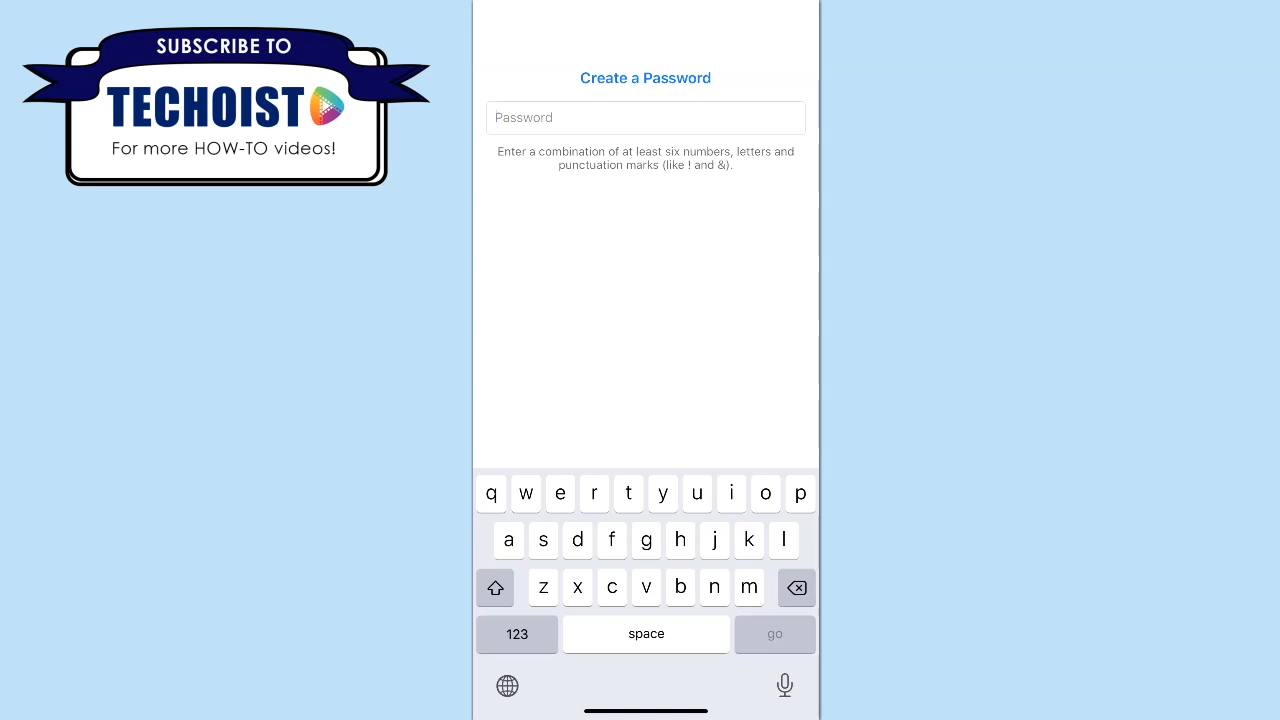 SUBSCRIBE TO
TECHOIST
For more HOW-TO videos!
Create a Password
Password
Enter a combination of at least six numbers, letters and
punctuation marks (like ! and &).
q w e r t y u i o p
a s d f g h j k l
z x c v b n m
123 space go